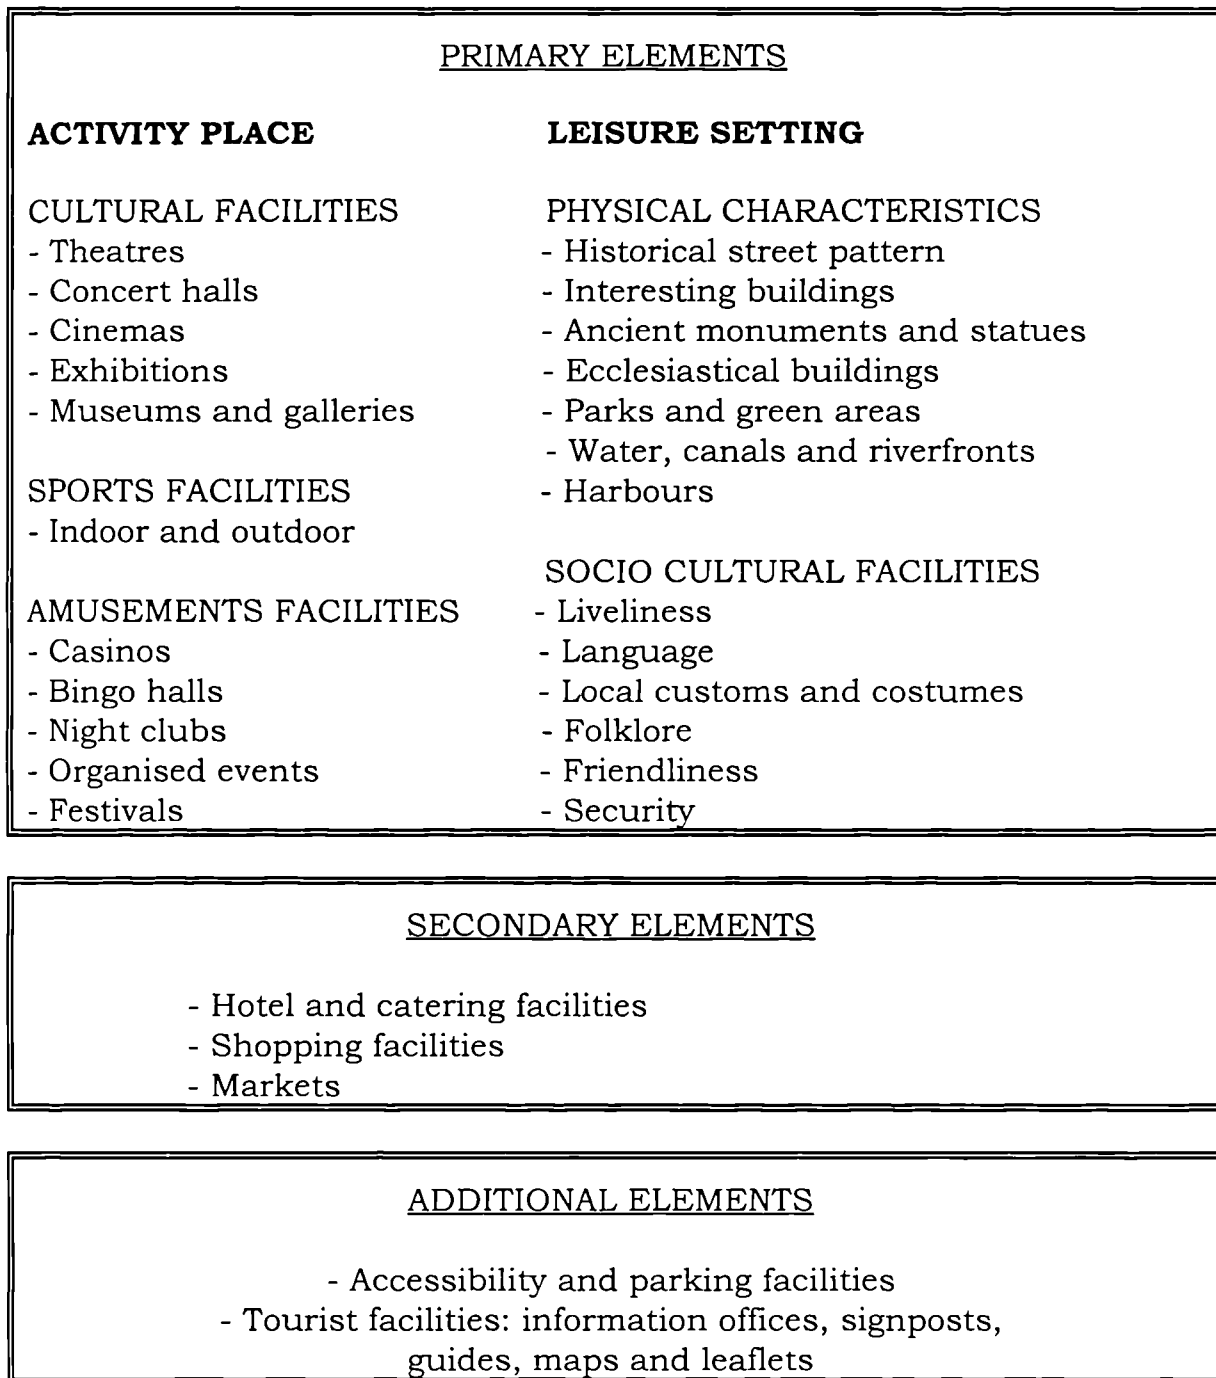 PRIMARY ELEMENTS
ACTIVITY PLACE
CULTURAL FACILITIES
- Theatres
- Concert halls
- Cinemas
- Exhibitions
- Museums and galleries
SPORTS FACILITIES
- Indoor and outdoor
AMUSEMENTS FACILITIES
- Casinos
- Bingo halls
- Night clubs
- Organised events
- Festivals
LEISURE SETTING
PHYSICAL CHARACTERISTICS
- Historical street pattern
- Interesting buildings
- Ancient monuments and statues
- Ecclesiastical buildings
- Parks and green areas
- Water, canals and riverfronts
- Harbours
SOCIO CULTURAL FACILITIES
- Liveliness
- Language
- Local customs and costumes
- Folklore
- Friendliness
- Security
SECONDARY ELEMENTS
- Hotel and catering facilities
- Shopping facilities
- Markets
ADDITIONAL ELEMENTS
- Accessibility and parking facilities
- Tourist facilities: information offices, signposts,
guides, maps and leaflets